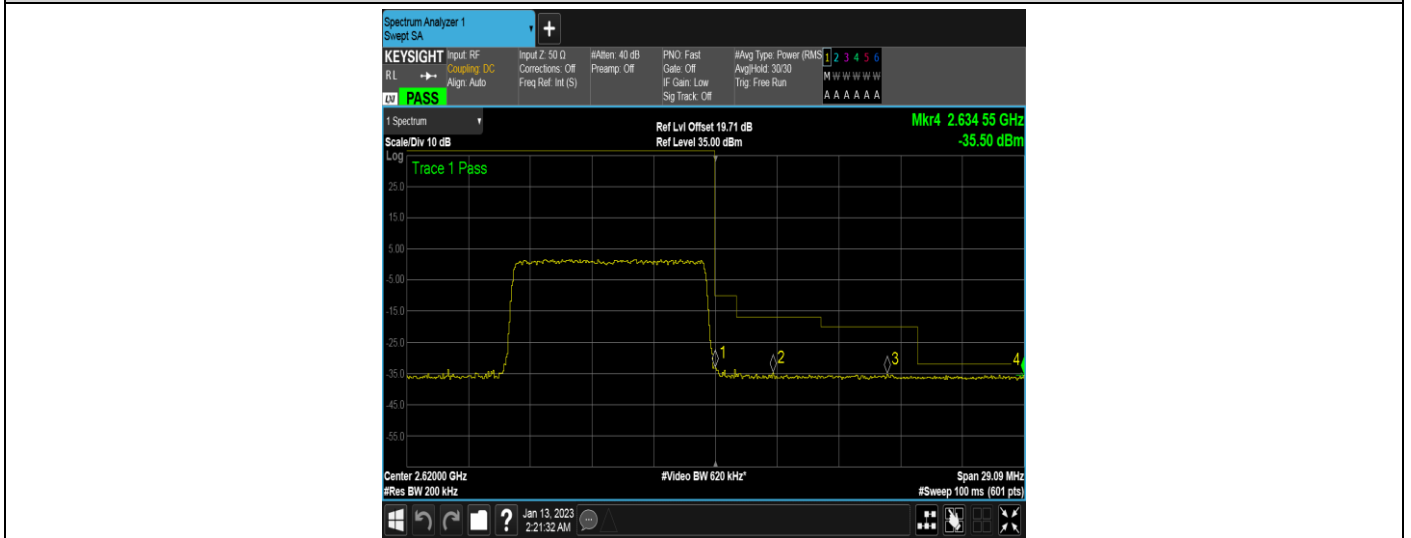 Spectrum Analyzer 1
Swept SA
+
KEYSIGHT Input: RF Input Z: 50 Ω #Atten: 40 dB PNO: Fast #Avg Type: Power (RMS 1 2 3 4 5 6
RL Coupling: DC Corrections: Off Preamp: Off Gate: Off Avg|Hold: 30/30 M W W W W W
Align: Auto Freq Ref: Int (S) IF Gain: Low Trig: Free Run
LXI PASS Sig Track: Off A A A A A A
1 Spectrum Ref Lvl Offset 19.71 dB Mkr4 2.634 55 GHz
Scale/Div 10 dB Ref Level 35.00 dBm -35.50 dBm
Log
Trace 1 Pass
25.0
15.0
5.00
-5.00
-15.0
-25.0
1 2 3 4
-35.0
-45.0
-55.0
Center 2.62000 GHz #Video BW 620 kHz* Span 29.09 MHz
#Res BW 200 kHz #Sweep 100 ms (601 pts)
? Jan 13, 2023
2:21:32 AM